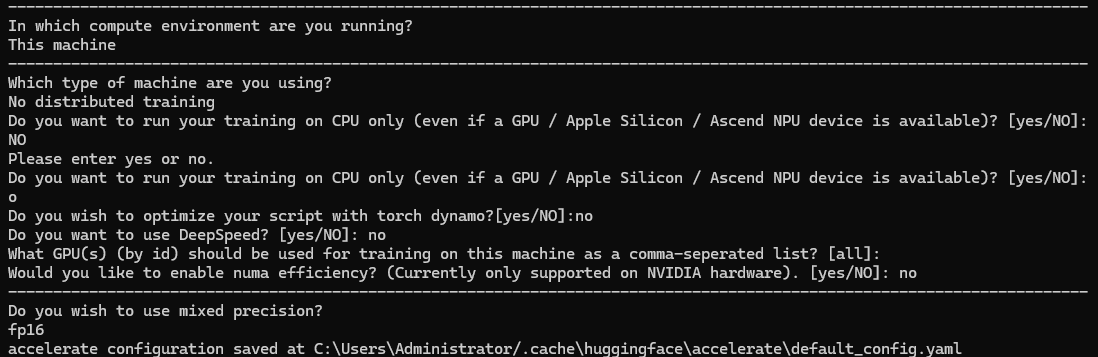 In which compute environment are you running?
This machine
Which type of machine are you using?
No distributed training
Do you want to run your training on CPU only (even if a GPU / Apple Silicon / Ascend NPU device is available)? [yes/NO]:
NO
Please enter yes or no.
Do you want to run your training on CPU only (even if a GPU / Apple Silicon / Ascend NPU device is available)? [yes/NO]:
o
Do you wish to optimize your script with torch dynamo?[yes/NO]:no
Do you want to use DeepSpeed? [yes/NO]: no
What GPU(s) (by id) should be used for training on this machine as a comma-seperated list? [all]:
Would you like to enable numa efficiency? (Currently only supported on NVIDIA hardware). [yes/NO]: no
Do you wish to use mixed precision?
fp16
accelerate configuration saved at C:\Users\Administrator/.cache\huggingface\accelerate\default_config.yaml